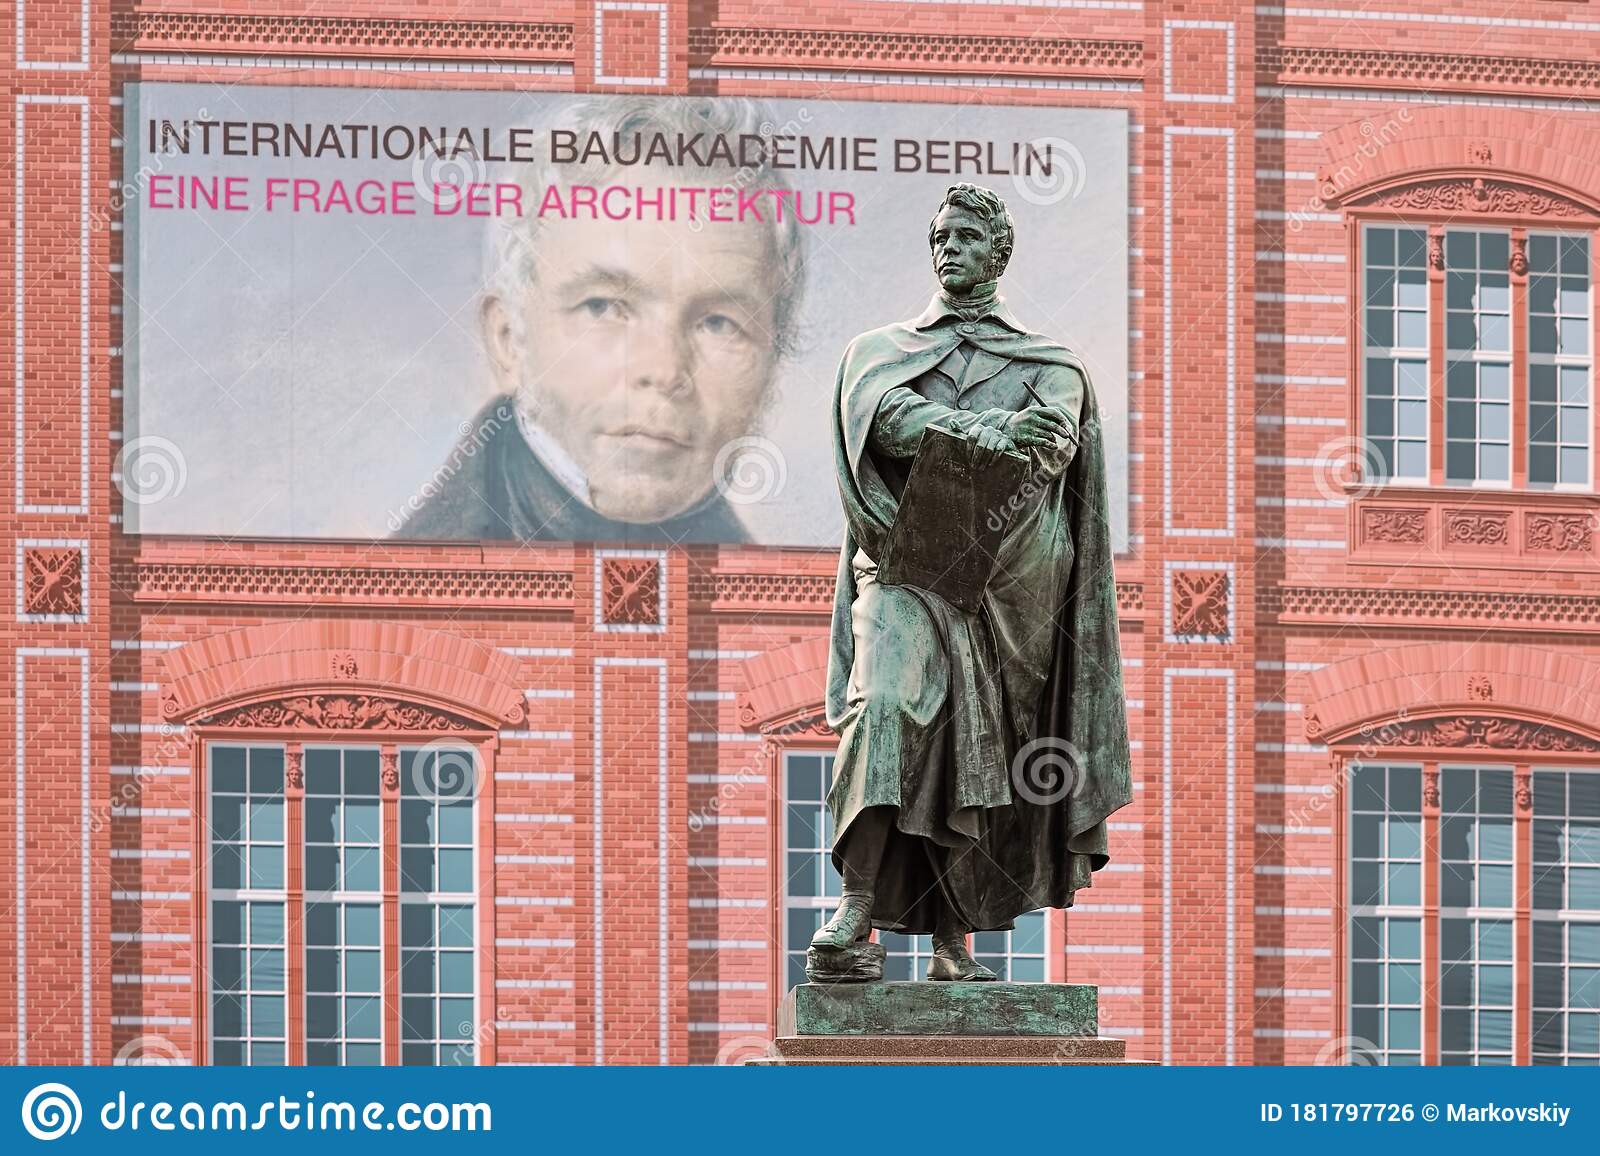 INTERNATIONALE BAUAKADEMIE BERLIN
EINE FRAGE DER ARCHITEKTUR
dreamstime.com
ID 181797726 © Markovskiy